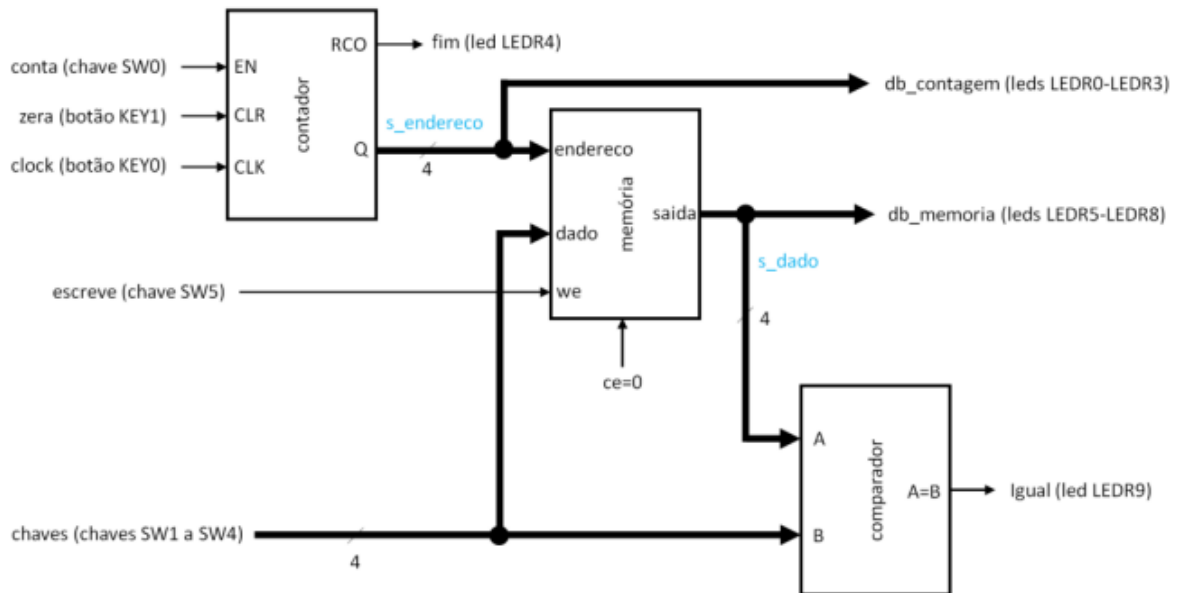 RCO
fim (led LEDR4)
conta (chave SW0)
EN
contador
db_contagem (leds LEDR0-LEDR3)
zera (botão KEY1)
CLR
s_endereco
Q
4
endereco
clock (botão KEY0)
CLK
memória
saida
db_memoria (leds LEDR5-LEDR8)
dado
s_dado
escreve (chave SW5)
we
4
ce=0
A
comparador
A=B
Igual (led LEDR9)
chaves (chaves SW1 a SW4)
4
B